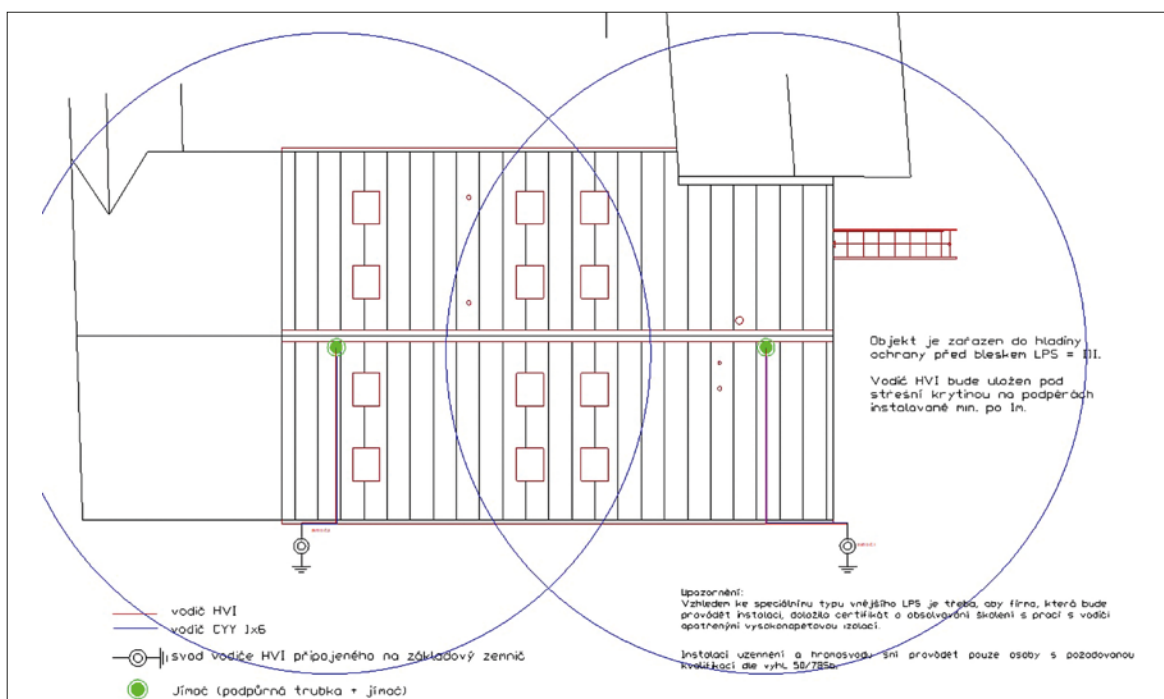 Objekt je zařazen do hladiny
ochrany před bleskem LPS = III.
Vodič HVI bude uložen pod
střešní krytinou na podpěrách
instalované min. po 1m.
Upozornění:
Vzhledem ke speciálnímu typu vnějšího LPS je třeba, aby firma, která bude
provádět instalaci, doložila certifikát o absolvování školení s prací s vodiči
opatřenými vysokonapěťovou izolací.
Instalaci uzemnění a hromosvodu smí provádět pouze osoby s požadovanou
kvalifikací dle vyhl. 50/78Sb.
vodič HVI
vodič CYY 1x6
svod vodiče HVI připojeného na základový zemnič
Jímač (podpůrná trubka + jímač)